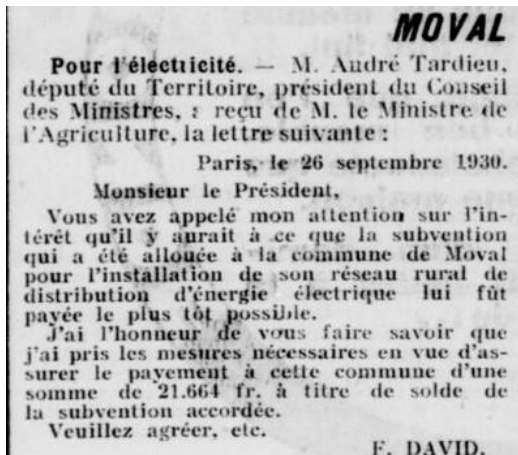 MOVAL
Pour l'électricité. — M. André Tardieu,
député du Territoire, président du Conseil
des Ministres, : reçu de M. le Ministre de
l'Agriculture, la lettre suivante :
Paris, le 26 septembre 1930.
Monsieur le Président,
Vous avez appelé mon attention sur l'in-
térêt qu'il y aurait à ce que la subvention
qui a été allouée à la commune de Moval
pour l'installation de son réseau rural de
distribution d'énergie électrique lui fût
payée le plus tôt possible.
J'ai l'honneur de vous faire savoir que
j'ai pris les mesures nécessaires en vue d'as-
surer le payement à cette commune d'une
somme de 21.664 fr. à titre de solde de
la subvention accordée.
Veuillez agréer, etc.
F. DAVID.